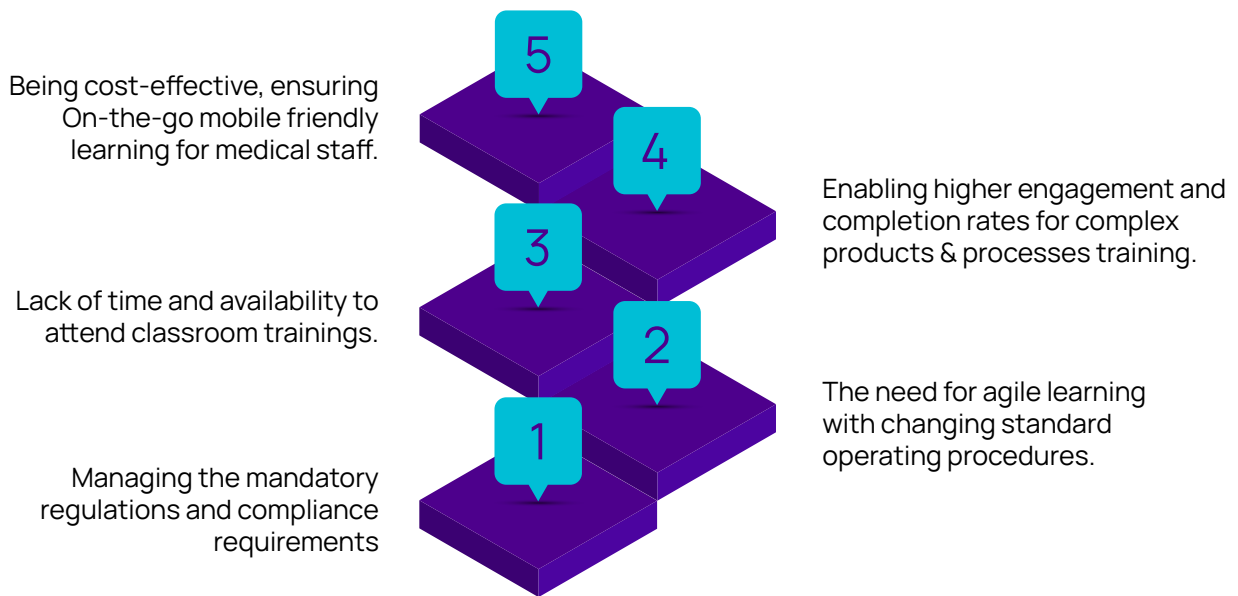 5
Being cost-effective, ensuring
On-the-go mobile friendly
learning for medical staff.
4
Enabling higher engagement and
completion rates for complex
products & processes training.
3
Lack of time and availability to
attend classroom trainings.
2
The need for agile learning
with changing standard
operating procedures.
1
Managing the mandatory
regulations and compliance
requirements